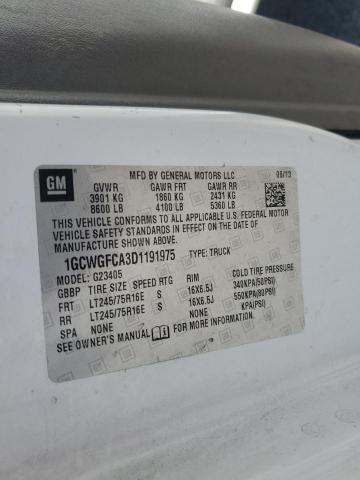 GM
MFD BY GENERAL MOTORS LLC 06/13
GVWR GAWR FRT GAWR RR
3901 KG 1860 KG 2431 KG
8600 LB 4100 LB 5360 LB
THIS VEHICLE CONFORMS TO ALL APPLICABLE U.S. FEDERAL MOTOR
VEHICLE SAFETY STANDARDS IN EFFECT ON THE DATE OF
MANUFACTURE SHOWN ABOVE.
1GCWGFCA3D1191975 TYPE: TRUCK
MODEL: G23405
GBBP TIRE SIZE SPEED RTG RIM COLD TIRE PRESSURE
FRT LT245/75R16E S 16X6.5J 340KPA(50PSI)
RR LT245/75R16E S 16X6.5J 550KPA(80PSI)
SPA NONE NONE KPA(PSI)
SEE OWNER'S MANUAL FOR MORE INFORMATION.